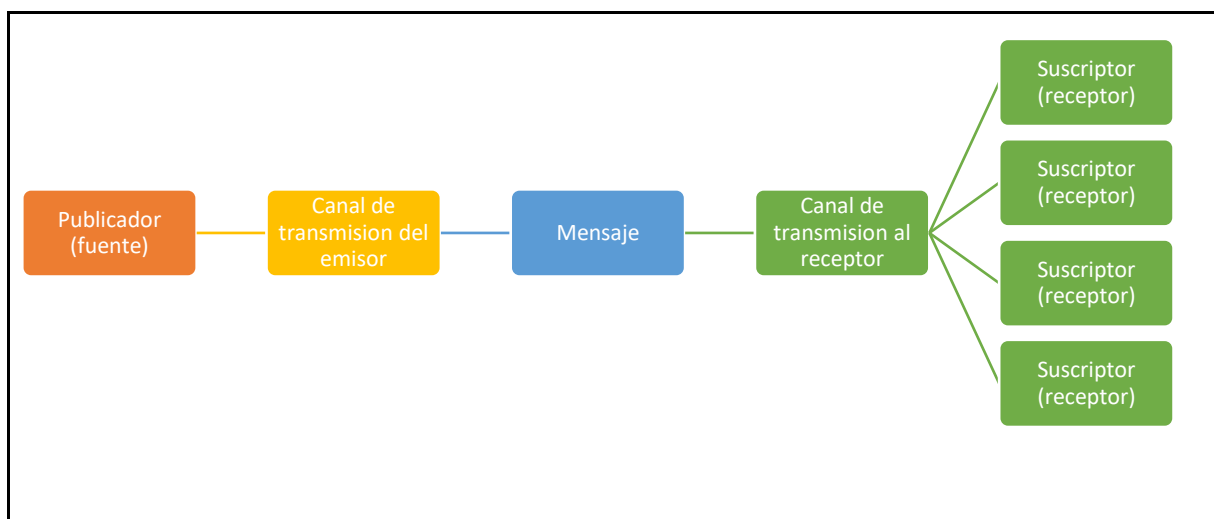 Publicador
(fuente)
Canal de
transmision del
emisor
Mensaje
Canal de
transmision al
receptor
Suscriptor
(receptor)
Suscriptor
(receptor)
Suscriptor
(receptor)
Suscriptor
(receptor)